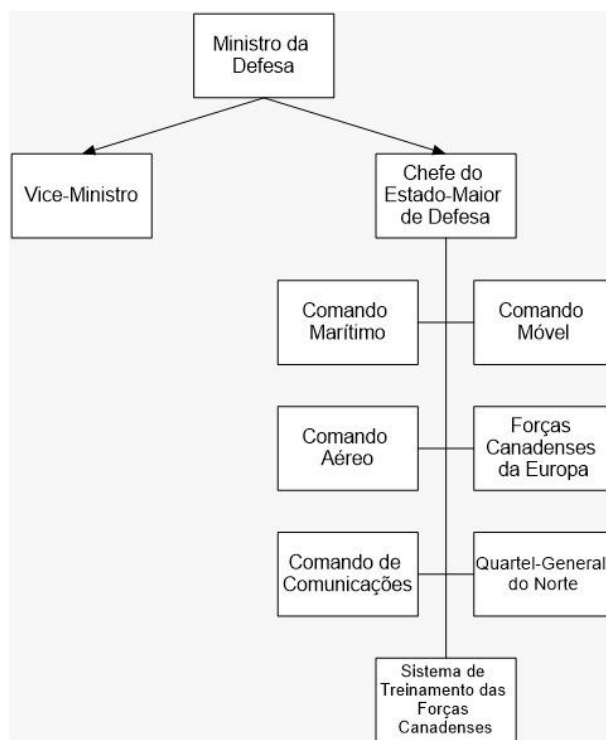 Ministro da
Defesa
Vice-Ministro
Chefe do
Estado-Maior
de Defesa
Comando
Marítimo
Comando
Móvel
Comando
Aéreo
Forças
Canadenses
da Europa
Comando de
Comunicações
Quartel-General
do Norte
Sistema de
Treinamento das
Forças
Canadenses